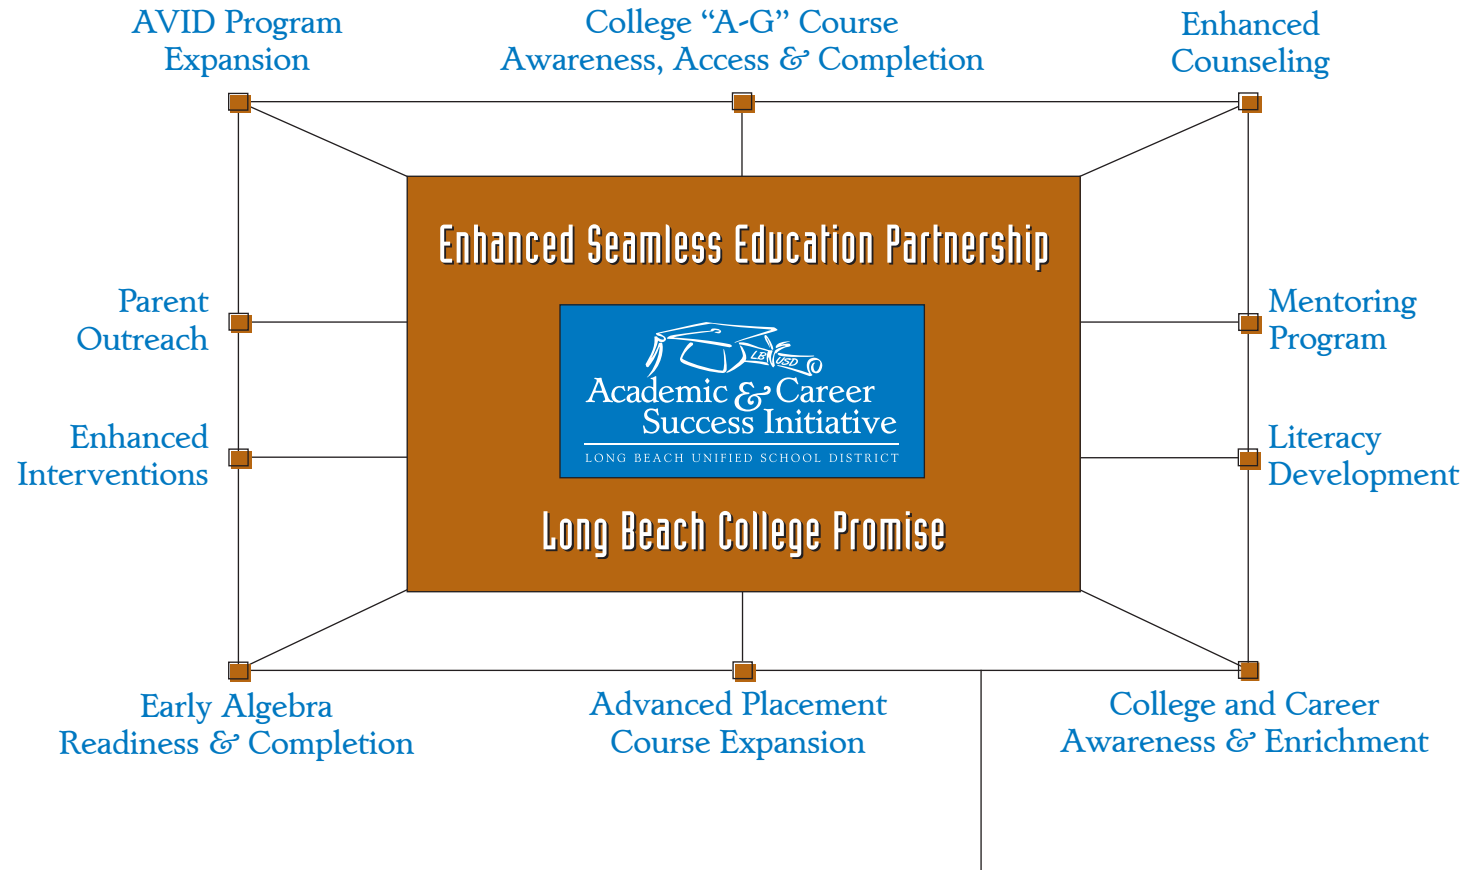 AVID Program
Expansion
College “A-G” Course
Awareness, Access & Completion
Enhanced
Counseling
Enhanced Seamless Education Partnership
Parent
Outreach
Mentoring
Program
LB USD
Academic & Career
Success Initiative
LONG BEACH UNIFIED SCHOOL DISTRICT
Enhanced
Interventions
Literacy
Development
Long Beach College Promise
Early Algebra
Readiness & Completion
Advanced Placement
Course Expansion
College and Career
Awareness & Enrichment